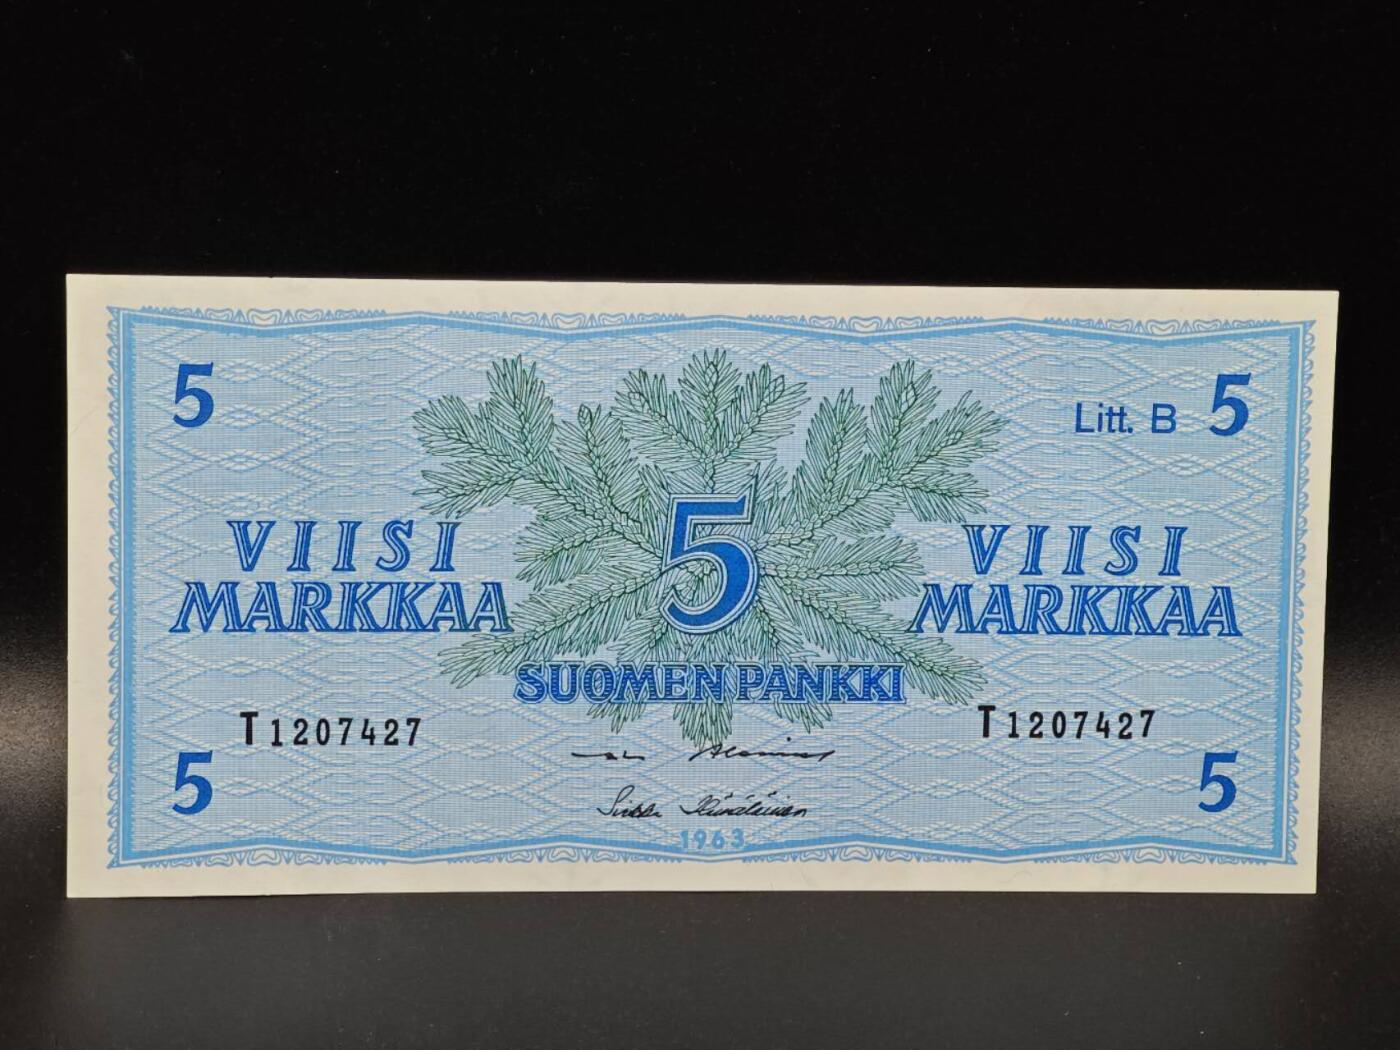 5
Litt. B 5
VIISI
MARKKAA
5
VIISI
MARKKAA
SUOMEN PANKKI
T1207427
T1207427
5
5
1963